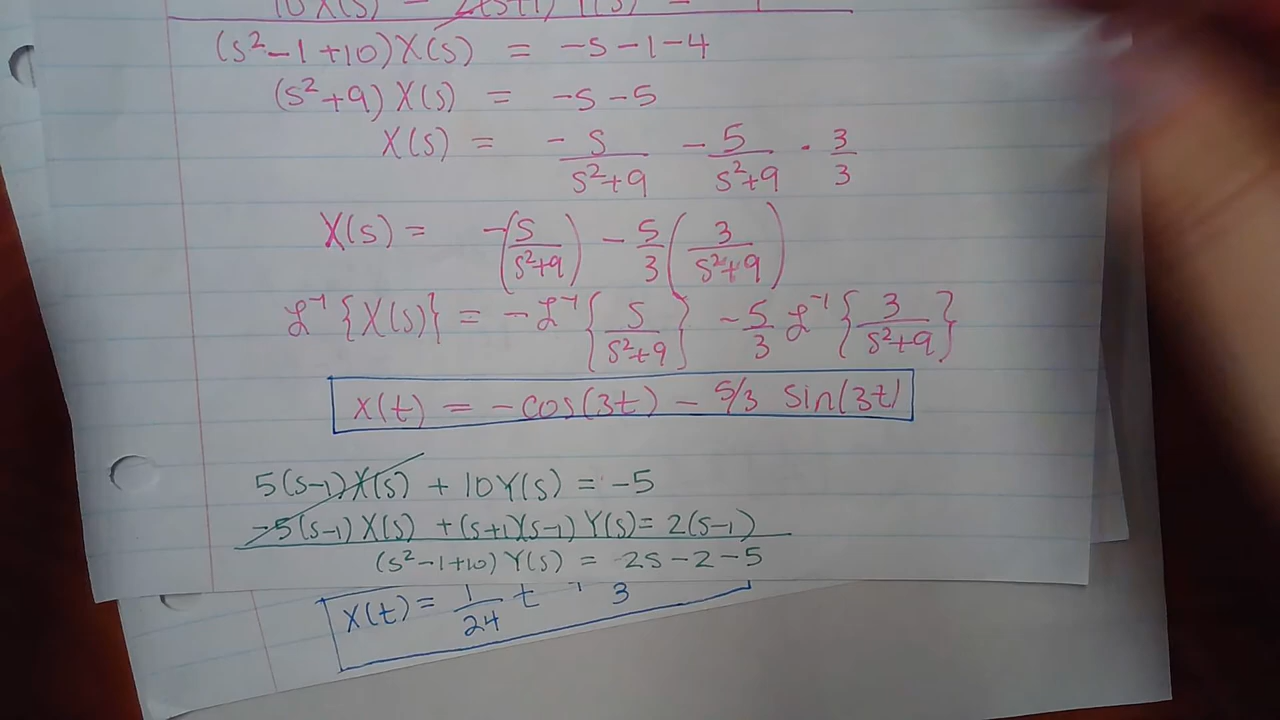 10X(s) - 2(s+1)Y(s) =
(s²-1+10)X(s) = -s-1-4
(s²+9)X(s) = -s-5
X(s) = - s/(s²+9) - 5/(s²+9) · 3/3
X(s) = -(s/(s²+9)) - 5/3 (3/(s²+9))
ℒ⁻¹{X(s)} = -ℒ⁻¹{s/(s²+9)} - 5/3 ℒ⁻¹{3/(s²+9)}
x(t) = -cos(3t) - 5/3 sin(3t)
5(s-1)X(s) + 10Y(s) = -5
-5(s-1)X(s) + (s+1)(s-1)Y(s) = 2(s-1)
(s²-1+10)Y(s) = 2s-2-5
x(t) = 1/24 t 3